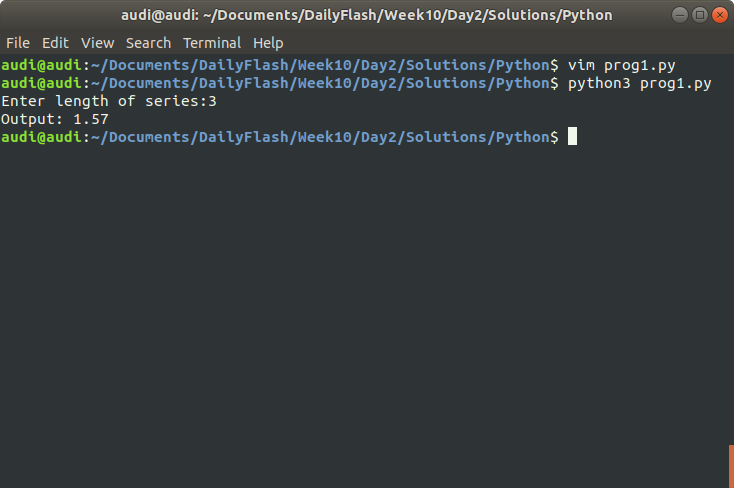 audi@audi: ~/Documents/DailyFlash/Week10/Day2/Solutions/Python
File Edit View Search Terminal Help
audi@audi:~/Documents/DailyFlash/Week10/Day2/Solutions/Python$ vim prog1.py
audi@audi:~/Documents/DailyFlash/Week10/Day2/Solutions/Python$ python3 prog1.py
Enter length of series:3
Output: 1.57
audi@audi:~/Documents/DailyFlash/Week10/Day2/Solutions/Python$